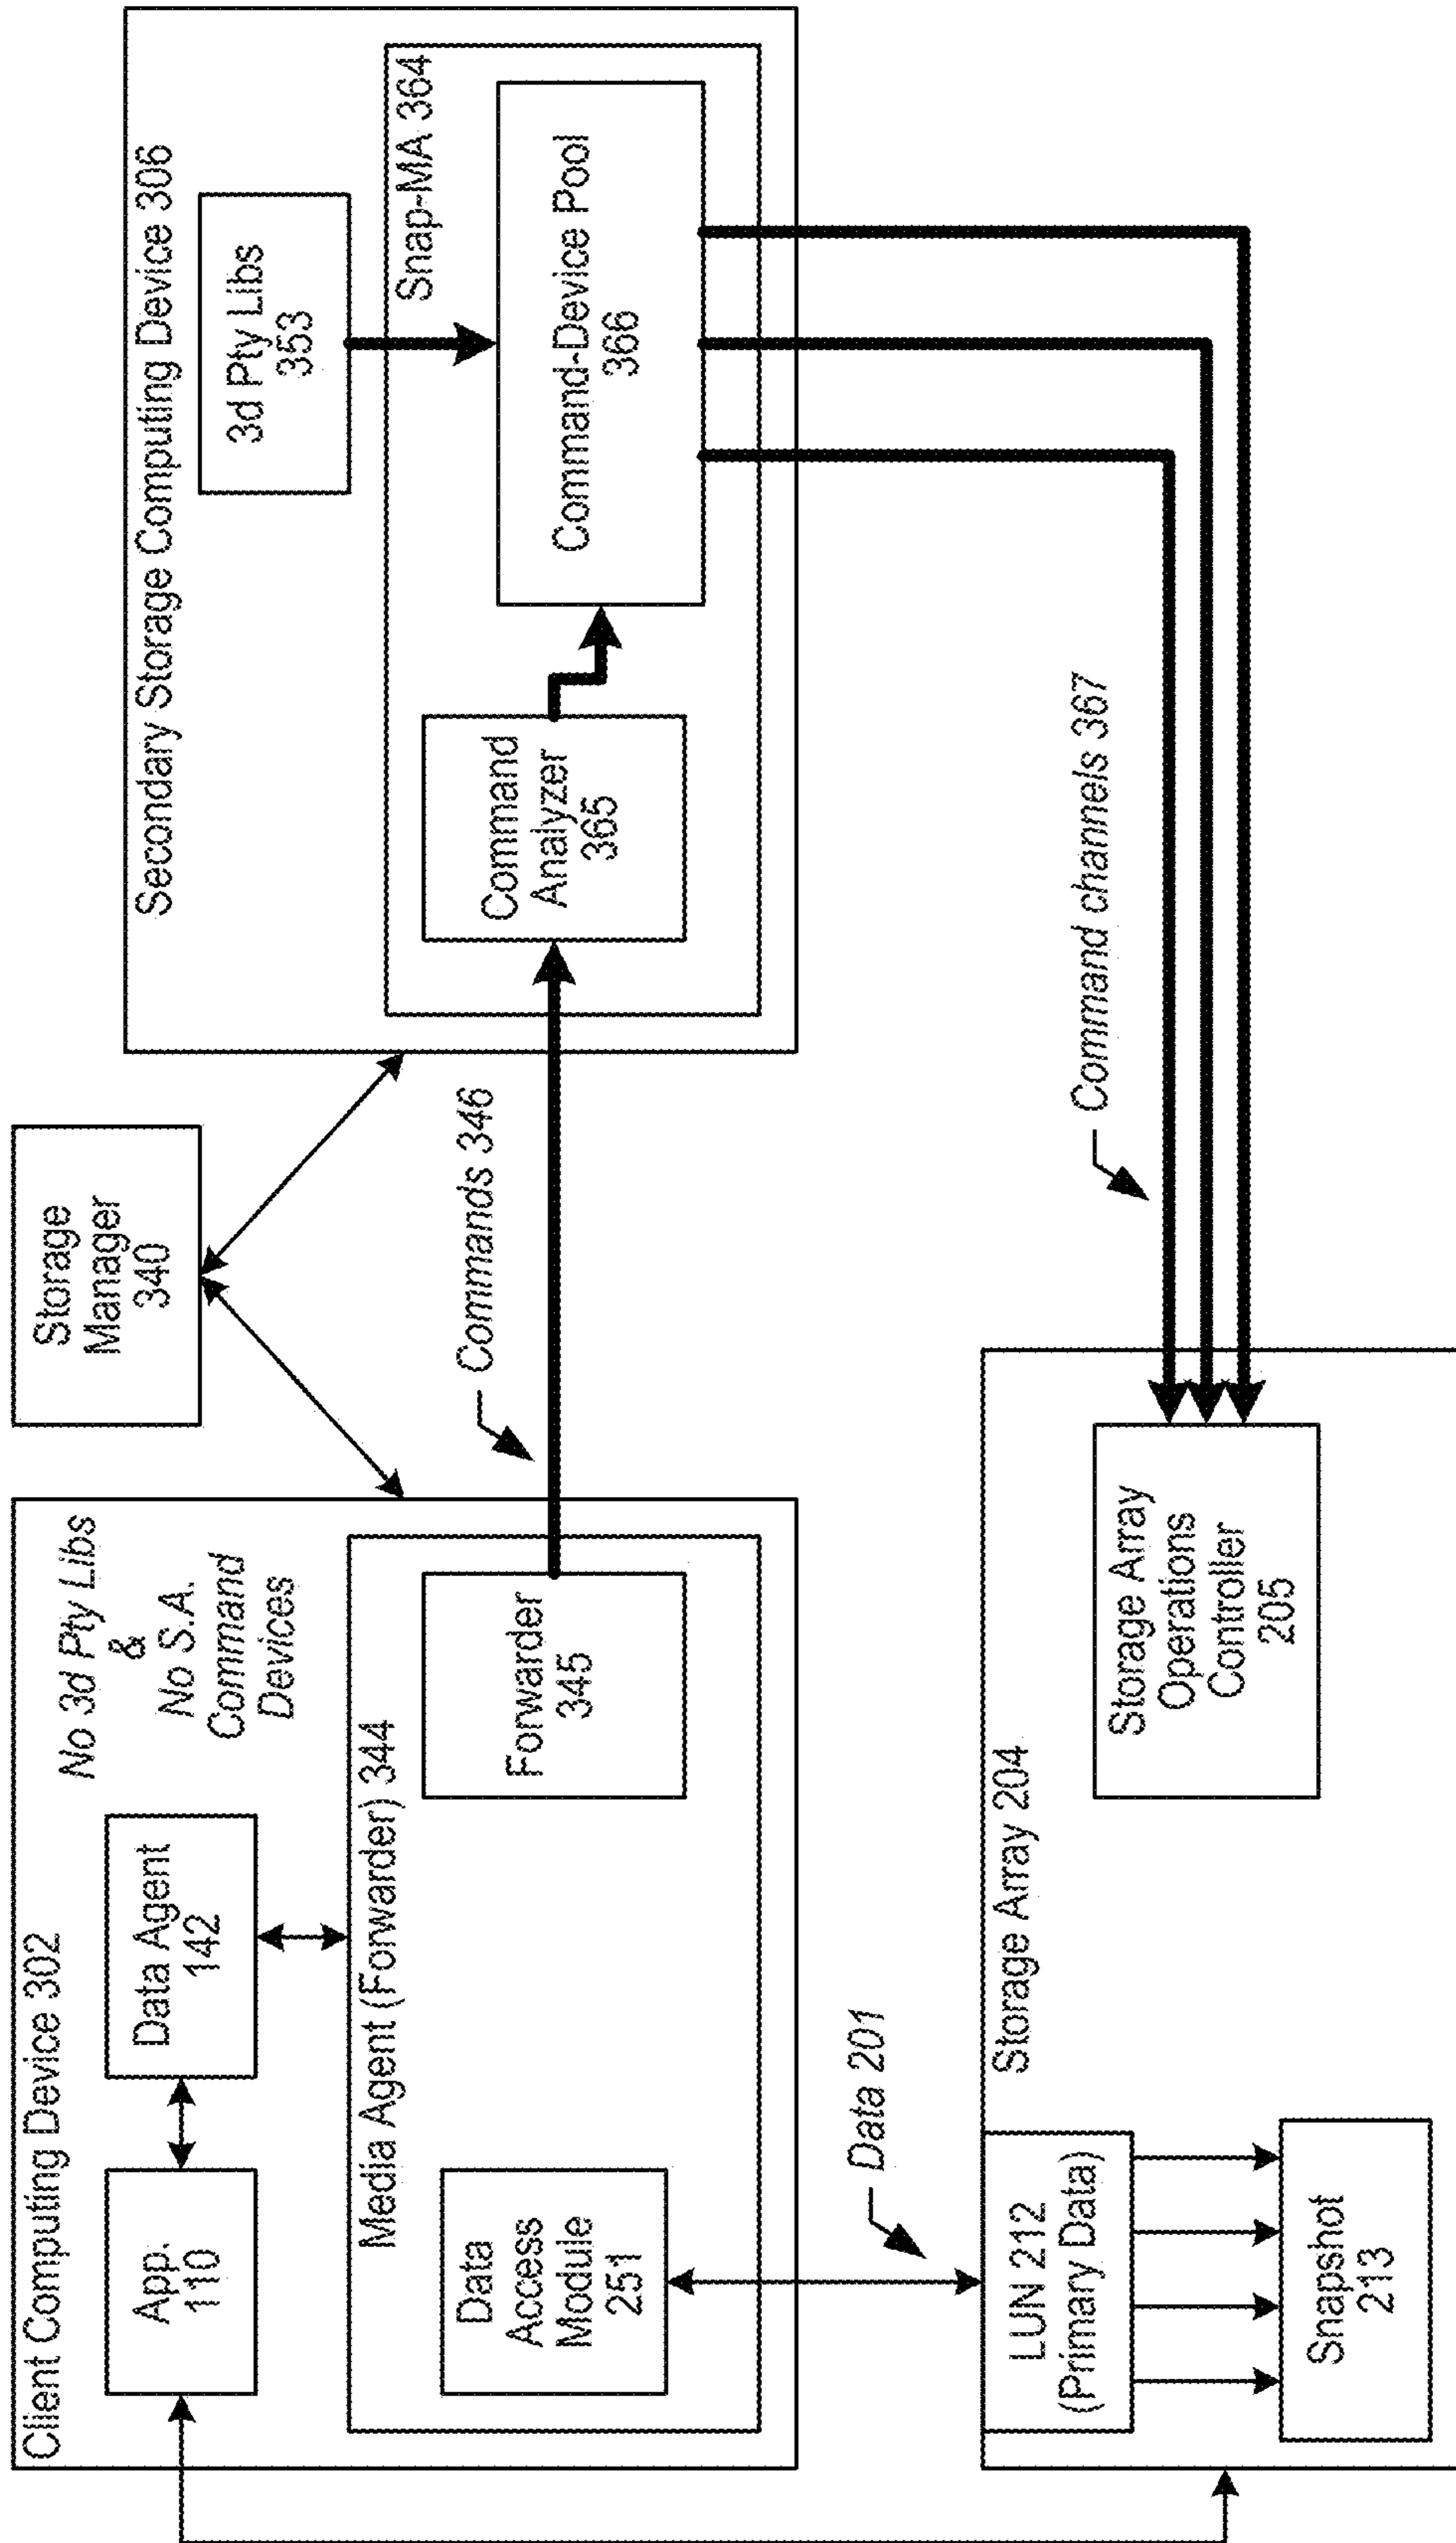 Client Computing Device 302
App.
110
Data Agent
142
No 3d Pty Libs
&
No S.A.
Command
Devices
Media Agent (Forwarder) 344
Data
Access
Module
251
Forwarder
345
Storage
Manager
340
Commands 346
Secondary Storage Computing Device 306
3d Pty Libs
353
Snap-MA 364
Command
Analyzer
365
Command-Device Pool
366
Data 201
Command channels 367
Storage Array 204
LUN 212
(Primary Data)
Snapshot
213
Storage Array
Operations
Controller
205